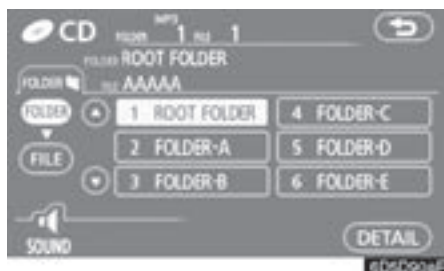 CD MP3
FOLDER 1 FILE 1
FOLDER ROOT FOLDER
FOLDER FILE AAAAA
FOLDER 1 ROOT FOLDER 4 FOLDER-C
FILE 2 FOLDER-A 5 FOLDER-D
3 FOLDER-B 6 FOLDER-E
SOUND DETAIL